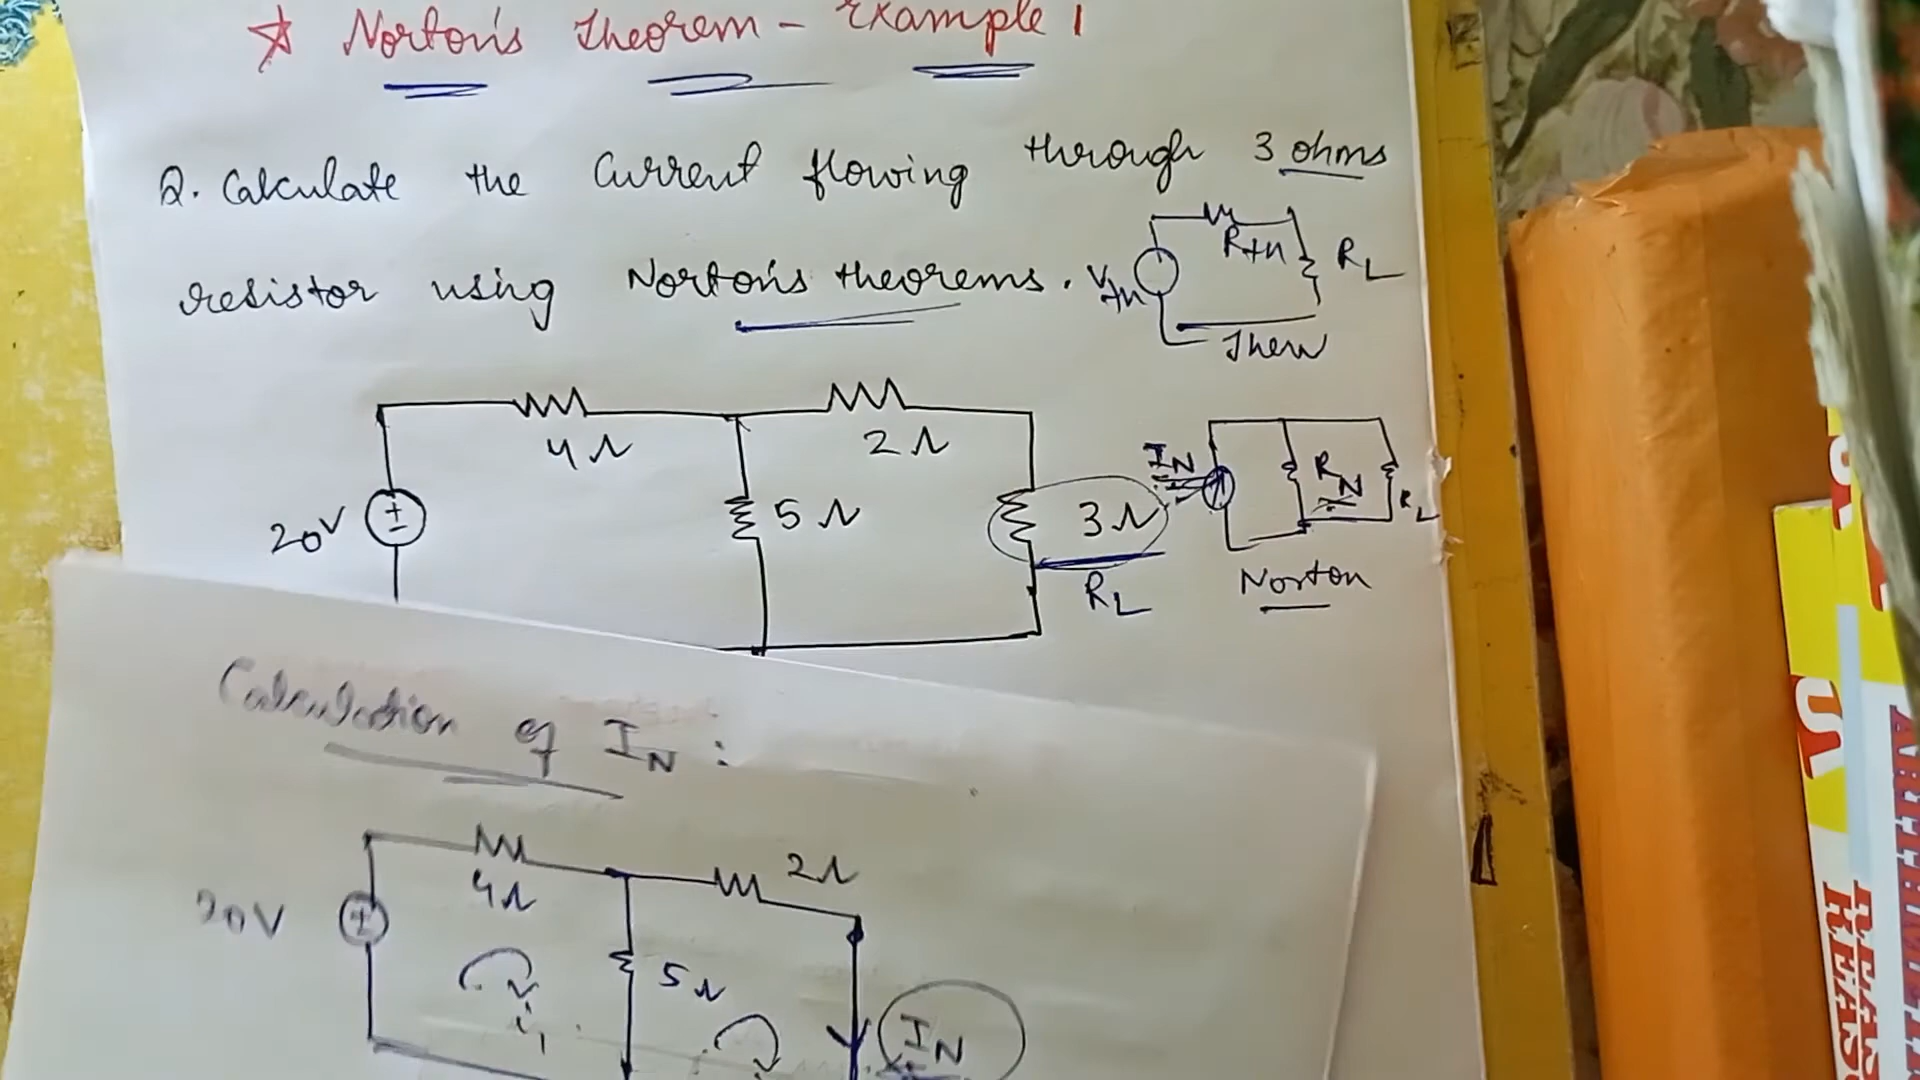 ☆ Norton's Theorem - Example 1
Q. Calculate the current flowing through 3 ohms
resistor using Norton's theorems.
Rth
RL
Vth
Thev
4Ω
2Ω
20V
5Ω
3Ω
RL
IN
RN
RL
Norton
Calculation of IN :
4Ω
2Ω
20V
5Ω
i1
IN